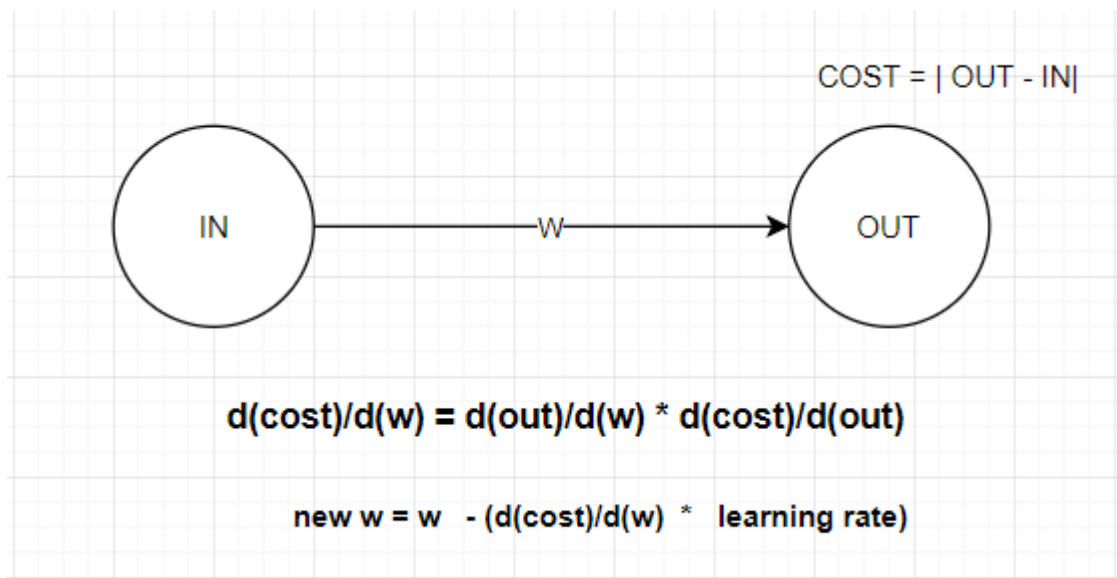 COST = | OUT - IN|
IN
W
OUT
d(cost)/d(w) = d(out)/d(w) * d(cost)/d(out)
new w = w - (d(cost)/d(w) * learning rate)